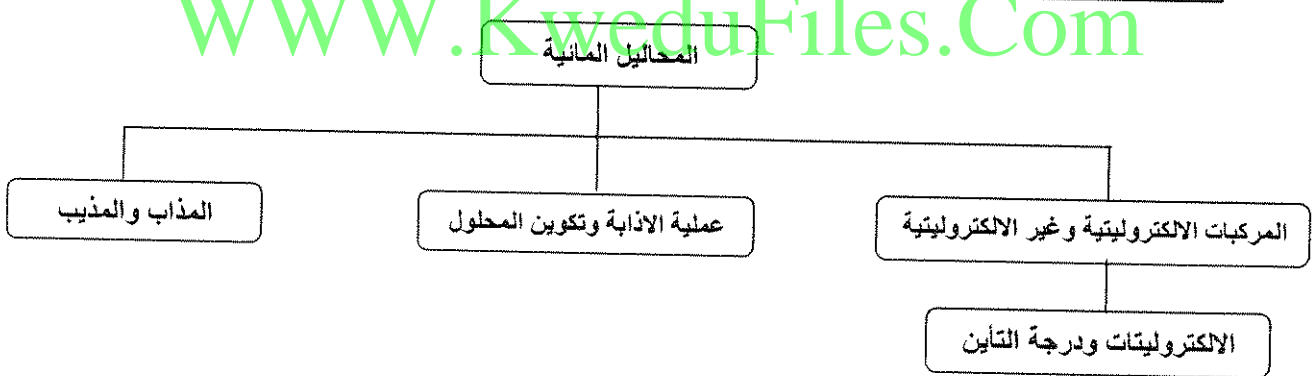 WWW.KweduFiles.Com
المحاليل المائية
المركبات الالكتروليتية وغير الالكتروليتية
عملية الاذابة وتكوين المحلول
المذاب والمذيب
الالكتروليتات ودرجة التأين